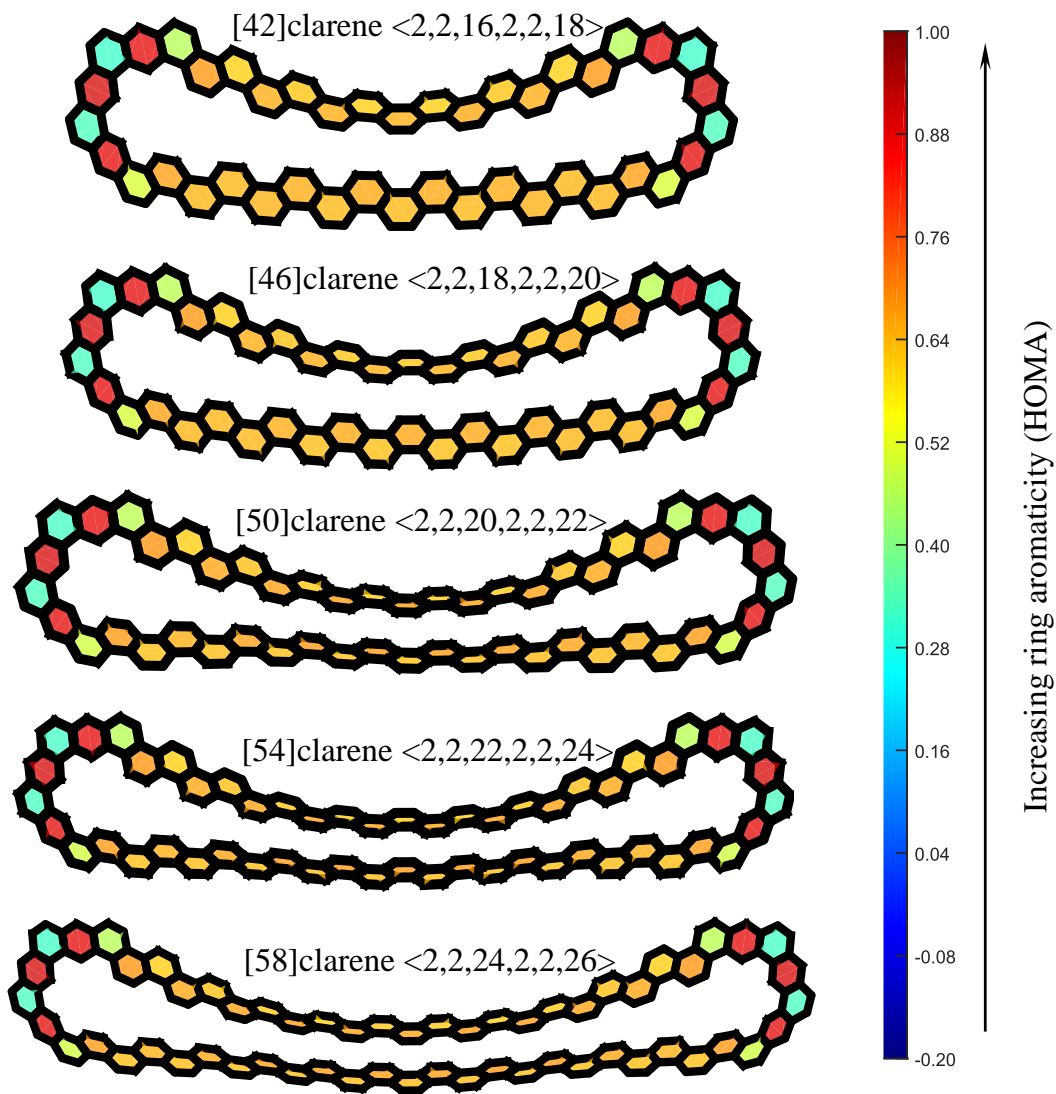 [42]clarene <2,2,16,2,2,18>
[46]clarene <2,2,18,2,2,20>
[50]clarene <2,2,20,2,2,22>
[54]clarene <2,2,22,2,2,24>
[58]clarene <2,2,24,2,2,26>
1.00
0.88
0.76
0.64
0.52
0.40
0.28
0.16
0.04
-0.08
-0.20
Increasing ring aromaticity (HOMA)